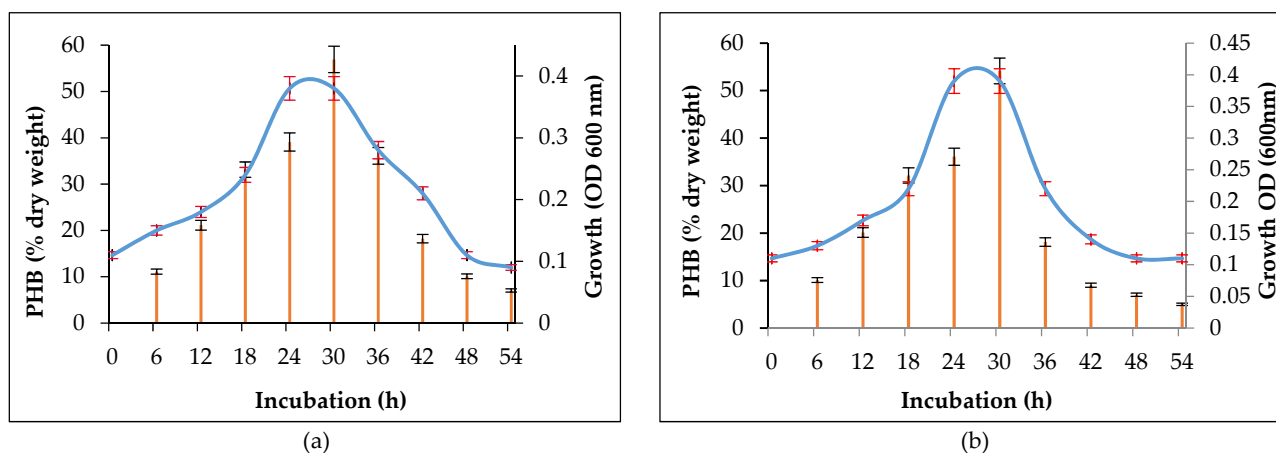 60
50
40
30
20
10
0
PHB (% dry weight)
0.4
0.3
0.2
0.1
0
Growth (OD 600 nm)
0 6 12 18 24 30 36 42 48 54
Incubation (h)
(a)
60
50
40
30
20
10
0
PHB (% dry weight)
0.45
0.4
0.35
0.3
0.25
0.2
0.15
0.1
0.05
0
Growth OD (600nm)
0 6 12 18 24 30 36 42 48 54
Incubation (h)
(b)